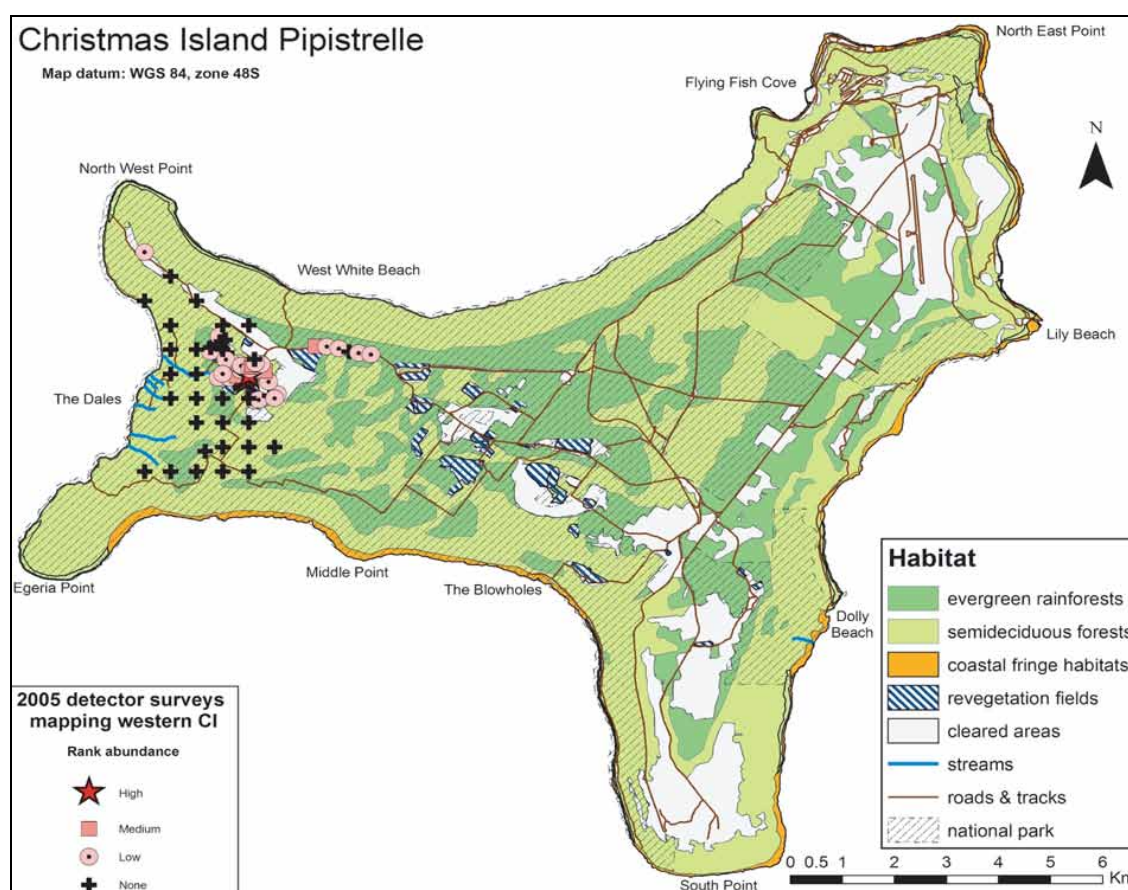 Christmas Island Pipistrelle
Map datum: WGS 84, zone 48S
North East Point
Flying Fish Cove
N
North West Point
West White Beach
Lily Beach
The Dales
Egeria Point
Middle Point
The Blowholes
Dolly
Beach
South Point
2005 detector surveys
mapping western CI
Rank abundance
High
Medium
Low
None
Habitat
evergreen rainforests
semideciduous forests
coastal fringe habitats
revegetation fields
cleared areas
streams
roads & tracks
national park
0 0.5 1 2 3 4 5 6
Km